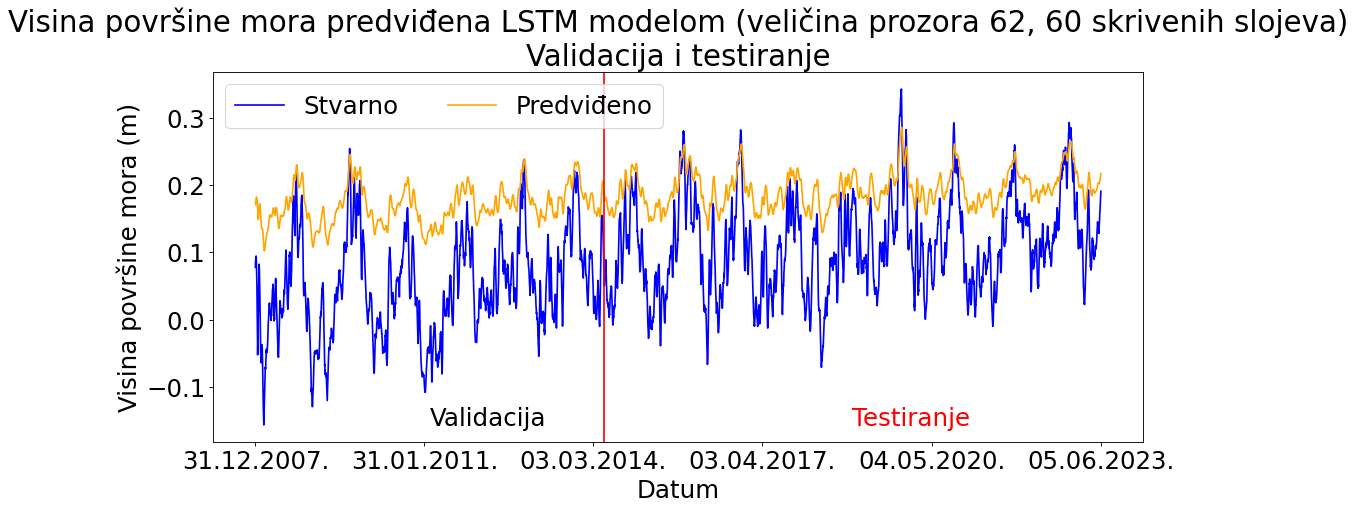 Visina površine mora predviđena LSTM modelom (veličina prozora 62, 60 skrivenih slojeva)
Validacija i testiranje
Stvarno Predviđeno
Visina površine mora (m)
0.3
0.2
0.1
0.0
−0.1
Validacija Testiranje
31.12.2007. 31.01.2011. 03.03.2014. 03.04.2017. 04.05.2020. 05.06.2023.
Datum